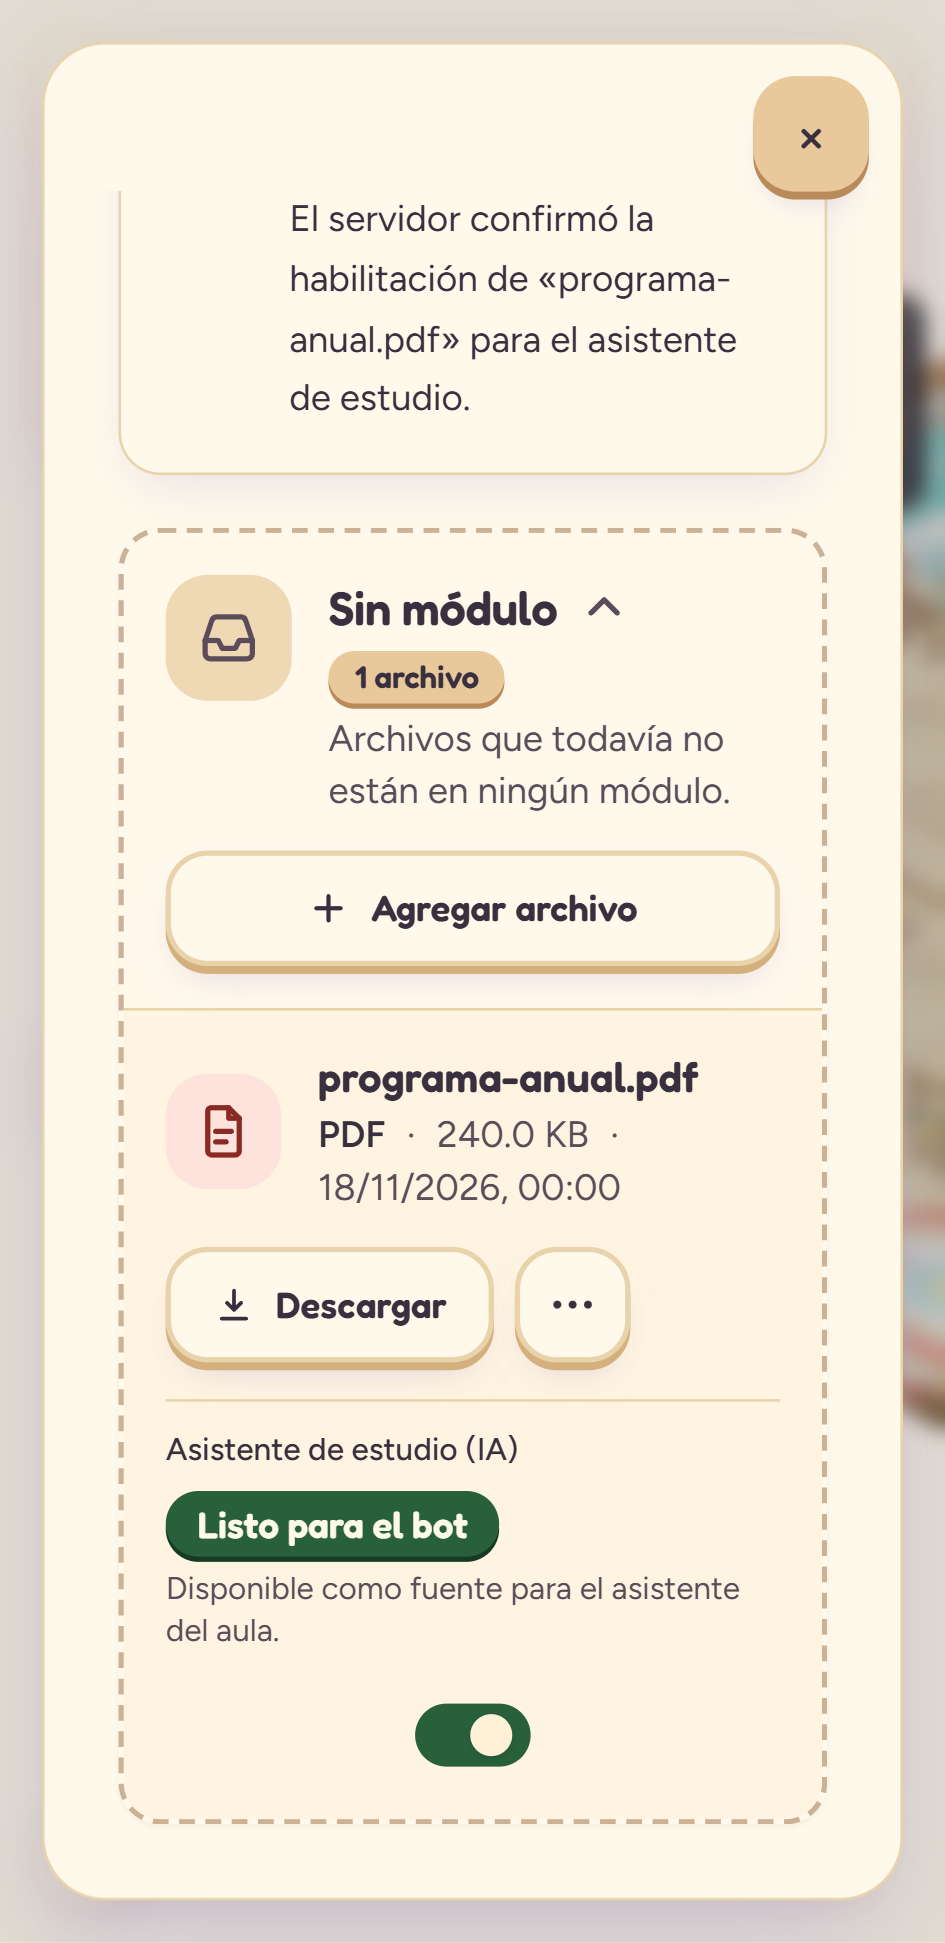 El servidor confirmó la
habilitación de «programa-
anual.pdf» para el asistente
de estudio.
Sin módulo
1 archivo
Archivos que todavía no
están en ningún módulo.
Agregar archivo
programa-anual.pdf
PDF · 240.0 KB ·
18/11/2026, 00:00
Descargar
Asistente de estudio (IA)
Listo para el bot
Disponible como fuente para el asistente
del aula.